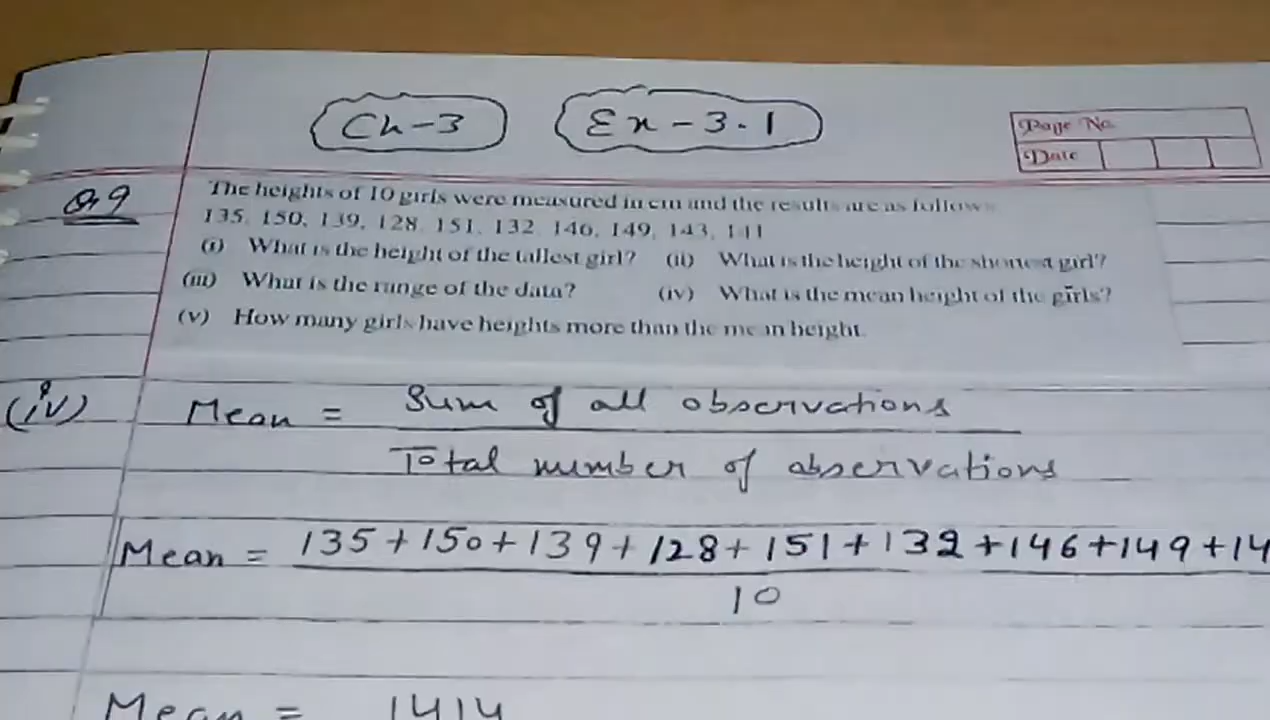 Ch-3 Ex-3.1
Page No.
Date
Q.9
The heights of 10 girls were measured in cm and the results are as follows
135, 150, 139, 128, 151, 132, 146, 149, 143, 141
(i) What is the height of the tallest girl? (ii) What is the height of the shortest girl?
(iii) What is the range of the data? (iv) What is the mean height of the girls?
(v) How many girls have heights more than the mean height.
(iv) Mean = Sum of all observations
Total number of observations
Mean = 135+150+139+128+151+132+146+149+14
10
Mean = 1414